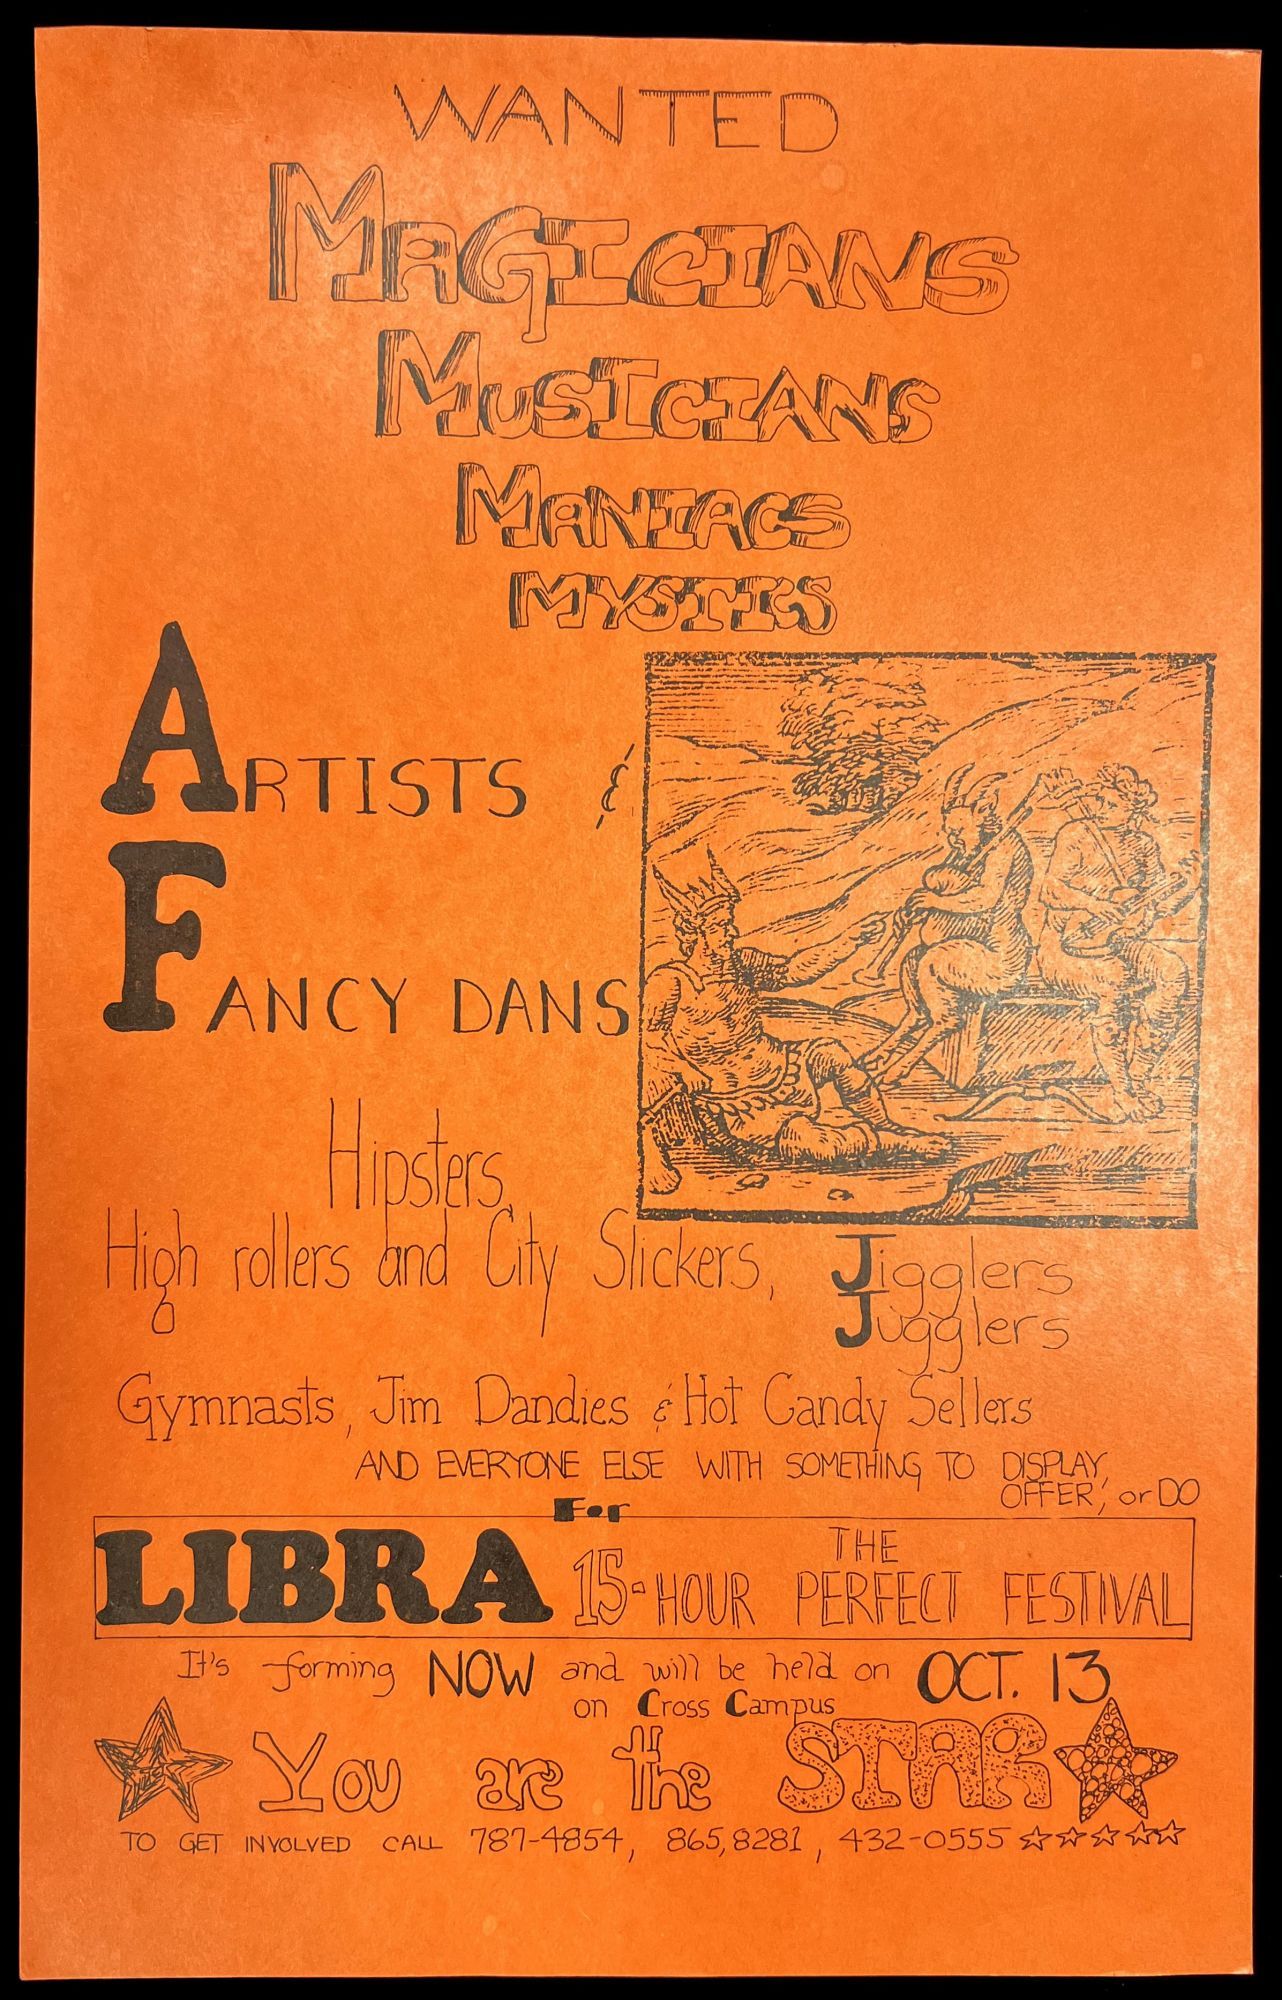 WANTED
MAGICIANS
MUSICIANS
MANIACS
MYSTICS
ARTISTS &
FANCY DANS
Hipsters,
High rollers and City Slickers, Jigglers
Jugglers
Gymnasts, Jim Dandies & Hot Candy Sellers
AND EVERYONE ELSE WITH SOMETHING TO DISPLAY,
OFFER, or DO
For
LIBRA 15-HOUR THE PERFECT FESTIVAL
It's forming NOW and will be held on OCT. 13
on Cross Campus
You are the STAR
TO GET INVOLVED CALL 787-4854, 865,8281, 432-0555